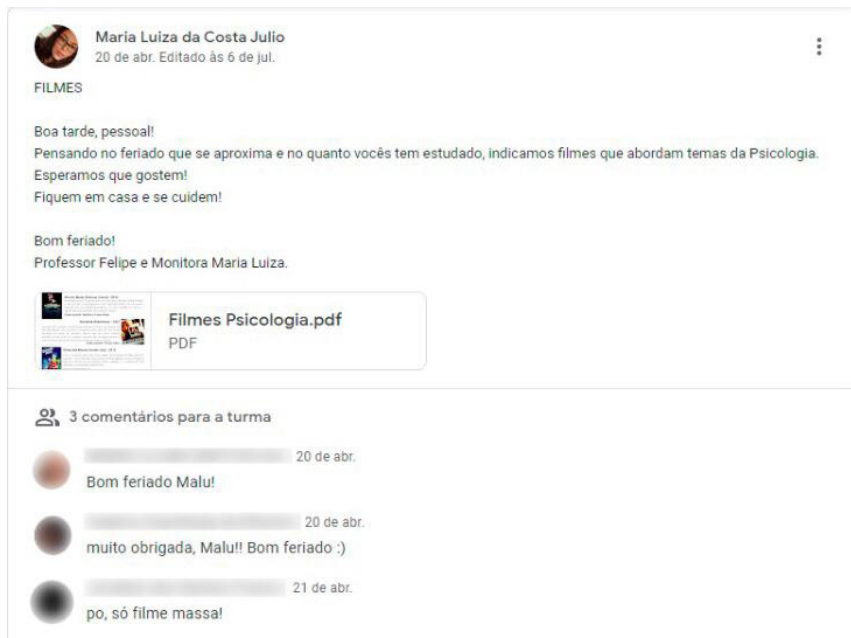 Maria Luiza da Costa Julio
20 de abr. Editado às 6 de jul.
FILMES
Boa tarde, pessoal!
Pensando no feriado que se aproxima e no quanto vocês tem estudado, indicamos filmes que abordam temas da Psicologia.
Esperamos que gostem!
Fiquem em casa e se cuidem!
Bom feriado!
Professor Felipe e Monitora Maria Luiza.
Filmes Psicologia.pdf
PDF
3 comentários para a turma
20 de abr.
Bom feriado Malu!
20 de abr.
muito obrigada, Malu!! Bom feriado :)
21 de abr.
po, só filme massa!